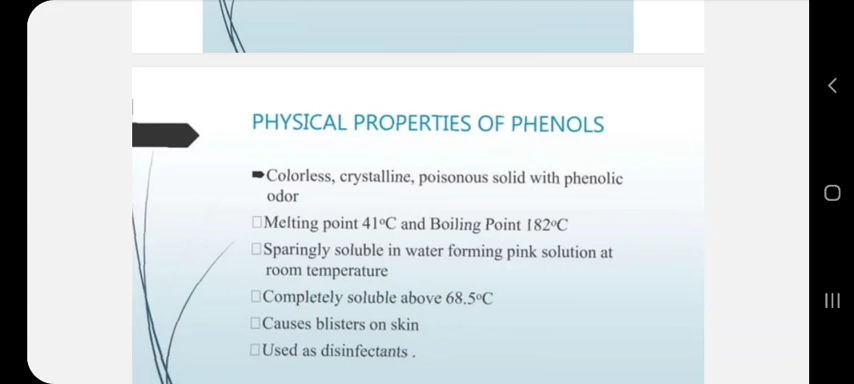 PHYSICAL PROPERTIES OF PHENOLS
Colorless, crystalline, poisonous solid with phenolic
odor
Melting point 41°C and Boiling Point 182°C
Sparingly soluble in water forming pink solution at
room temperature
Completely soluble above 68.5°C
Causes blisters on skin
Used as disinfectants .